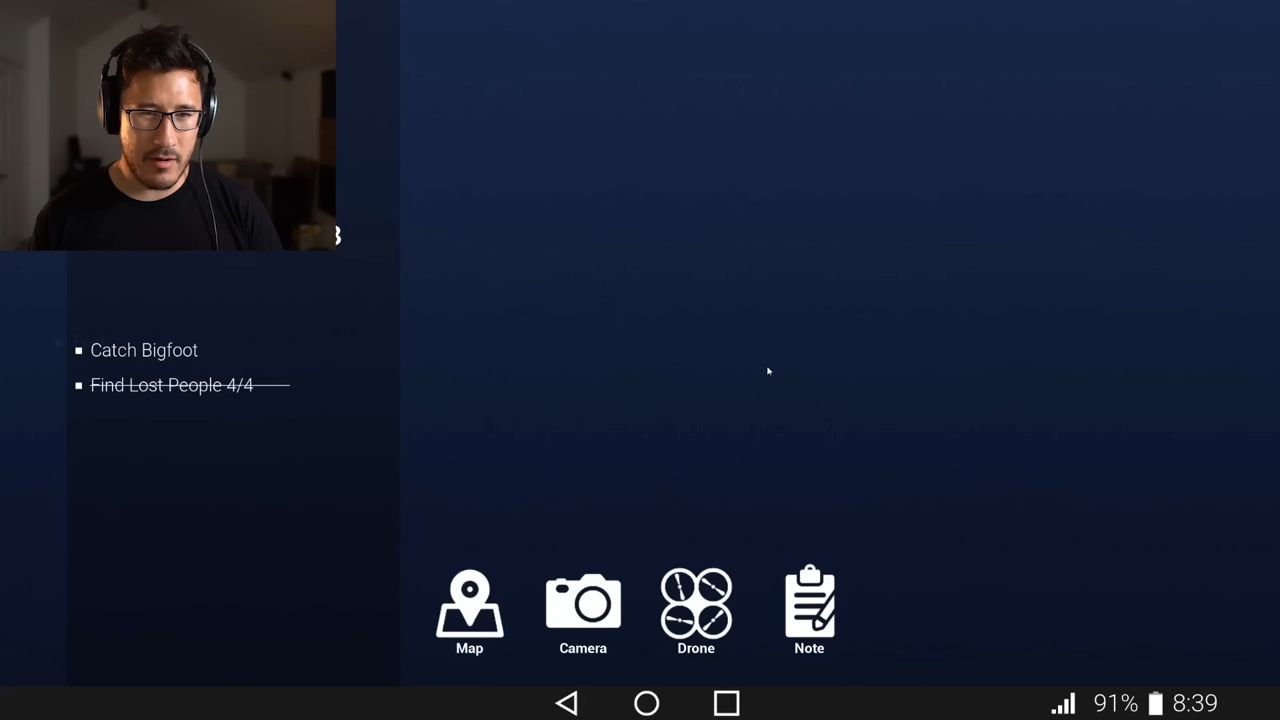 Catch Bigfoot
Find Lost People 4/4
Map
Camera
Drone
Note
91%
8:39